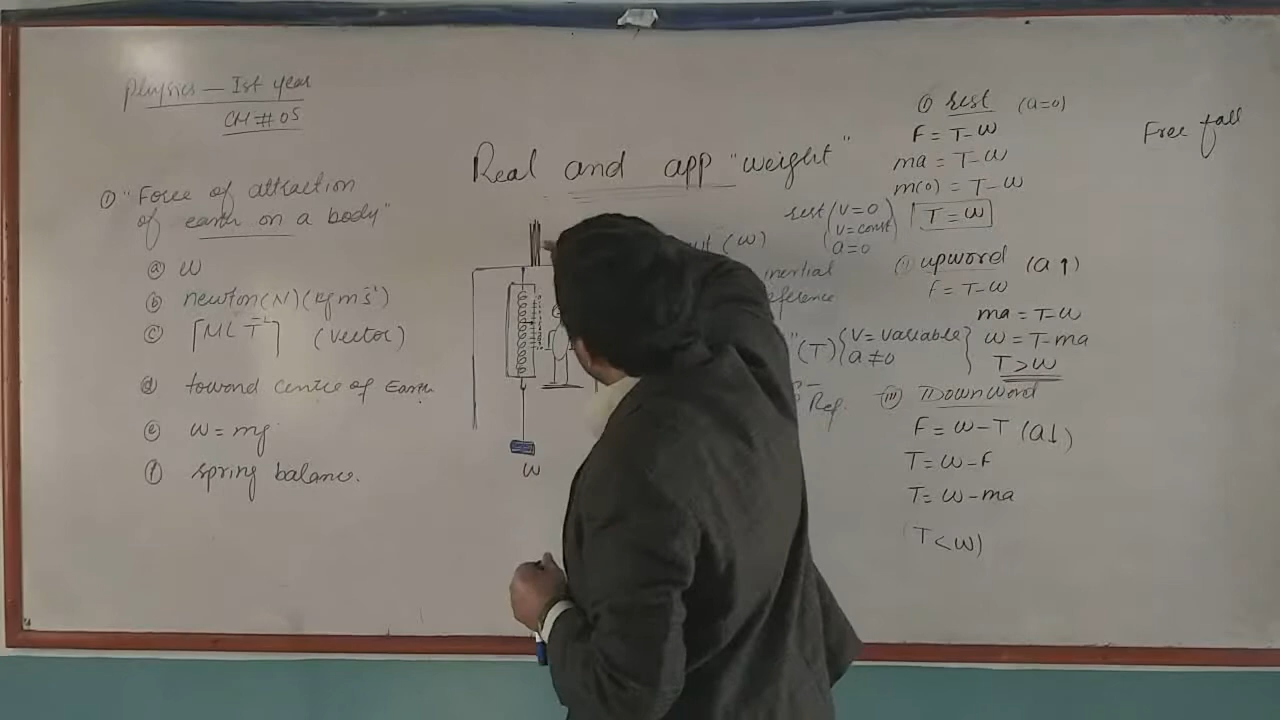 Physics — Ist year
CH # 05
① "Force of attraction
of earth on a body"
ⓐ w
ⓑ newton (N) (kg m s̄²)
ⓒ [ML T̄²] (vector)
ⓓ toward centre of Earth
ⓔ w = mg
ⓕ spring balance.
Real and app "weight"
(w)
inertial
"(T) { V = variable
a ≠ 0 }
Ref.
w
rest ( V = 0
V = const
a = 0 )
① rest (a=0)
F = T - w
ma = T - w
m(0) = T - w
T = w
upword (a↑)
F = T - w
ma = T - w
w = T - ma
T > w
(iii) Downword
F = w - T (a↓)
T = w - F
T = w - ma
(T < w)
Free fall